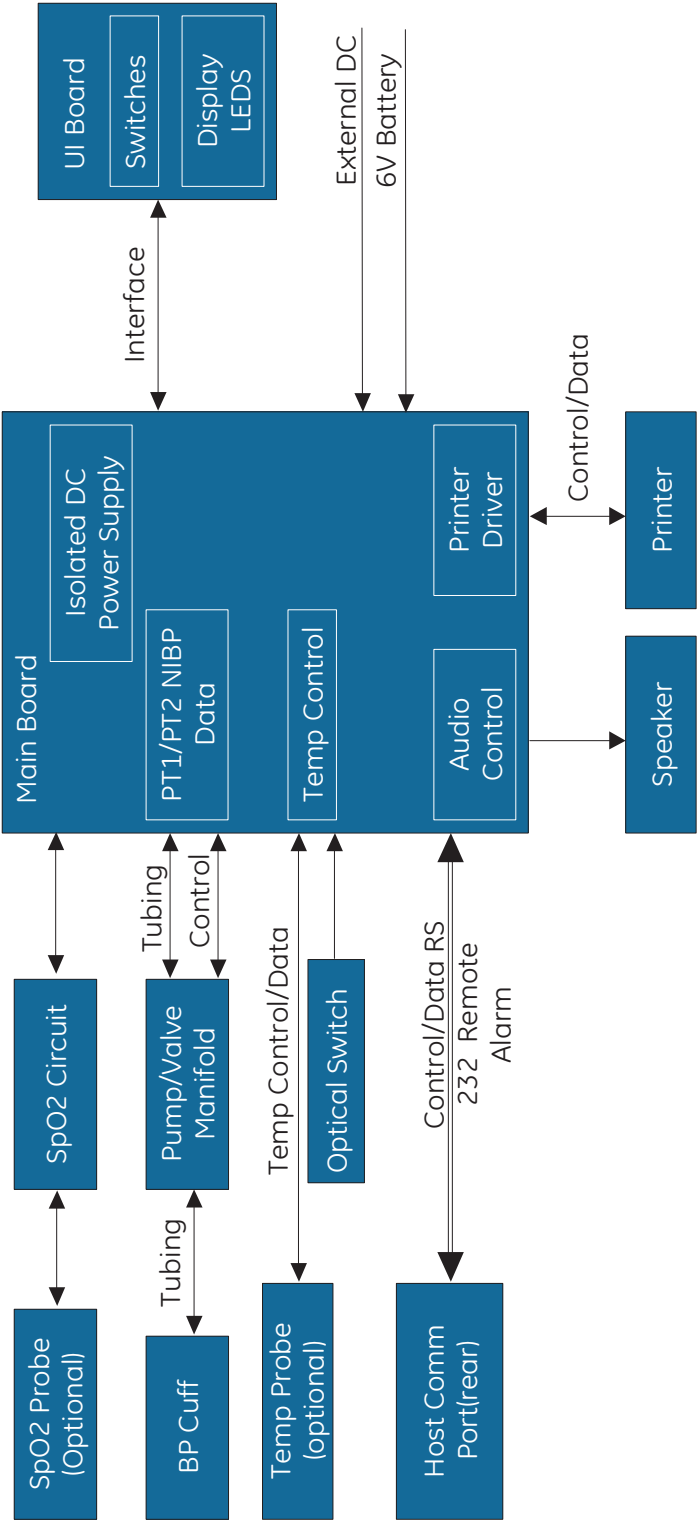 SpO2 Probe
(Optional)
SpO2 Circuit
Main Board
Isolated DC
Power Supply
Interface
UI Board
Switches
Display
LEDS
BP Cuff
Tubing
Pump/Valve
Manifold
Tubing
Control
PT1/PT2 NIBP
Data
Temp Probe
(optional)
Temp Control/Data
Optical Switch
Temp Control
External DC
6V Battery
Host Comm
Port(rear)
Control/Data RS
232 Remote
Alarm
Audio
Control
Printer
Driver
Control/Data
Speaker
Printer